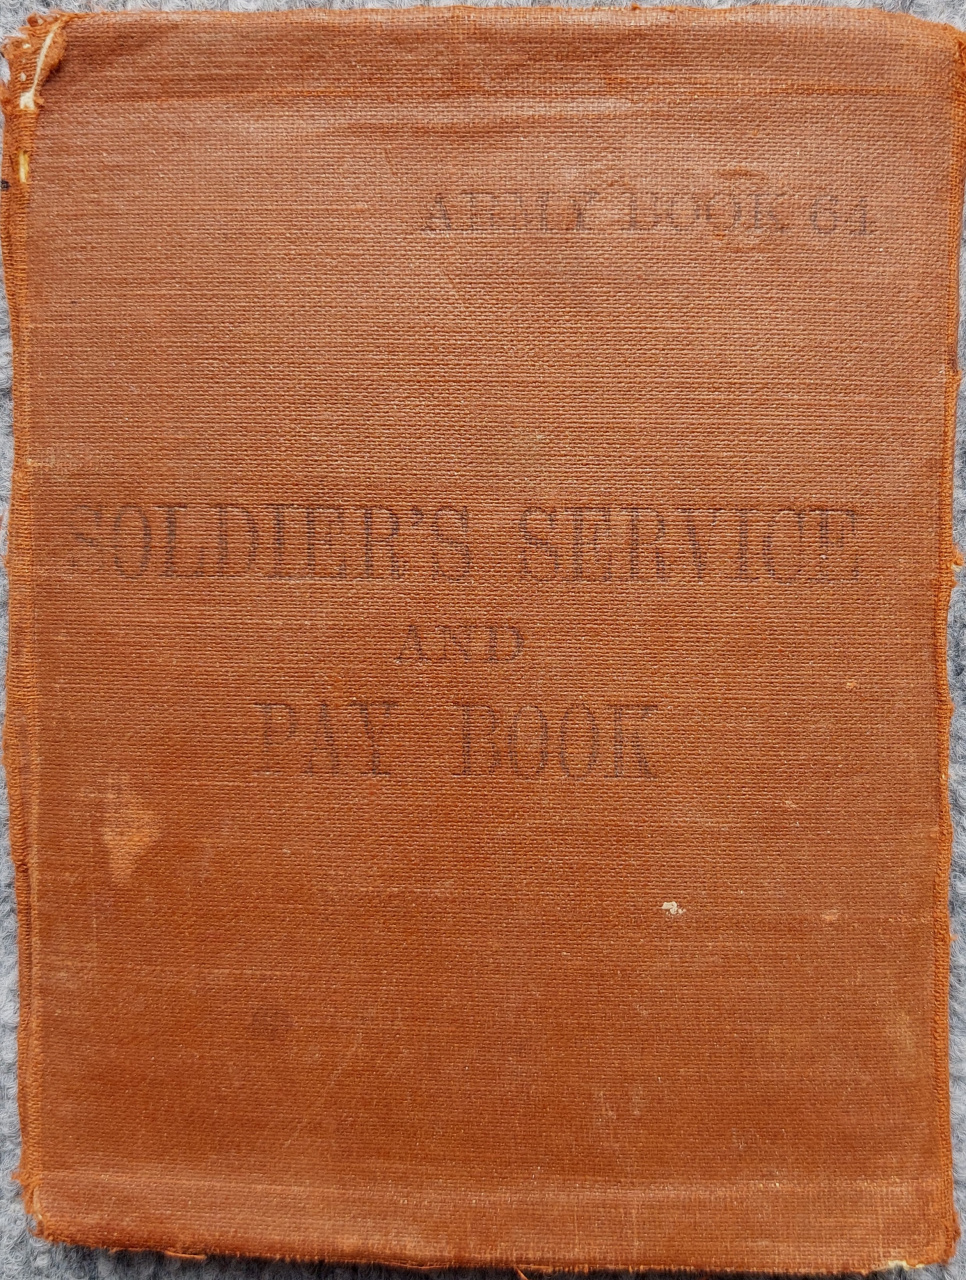 ARMY BOOK 64
SOLDIER'S SERVICE
AND
PAY BOOK